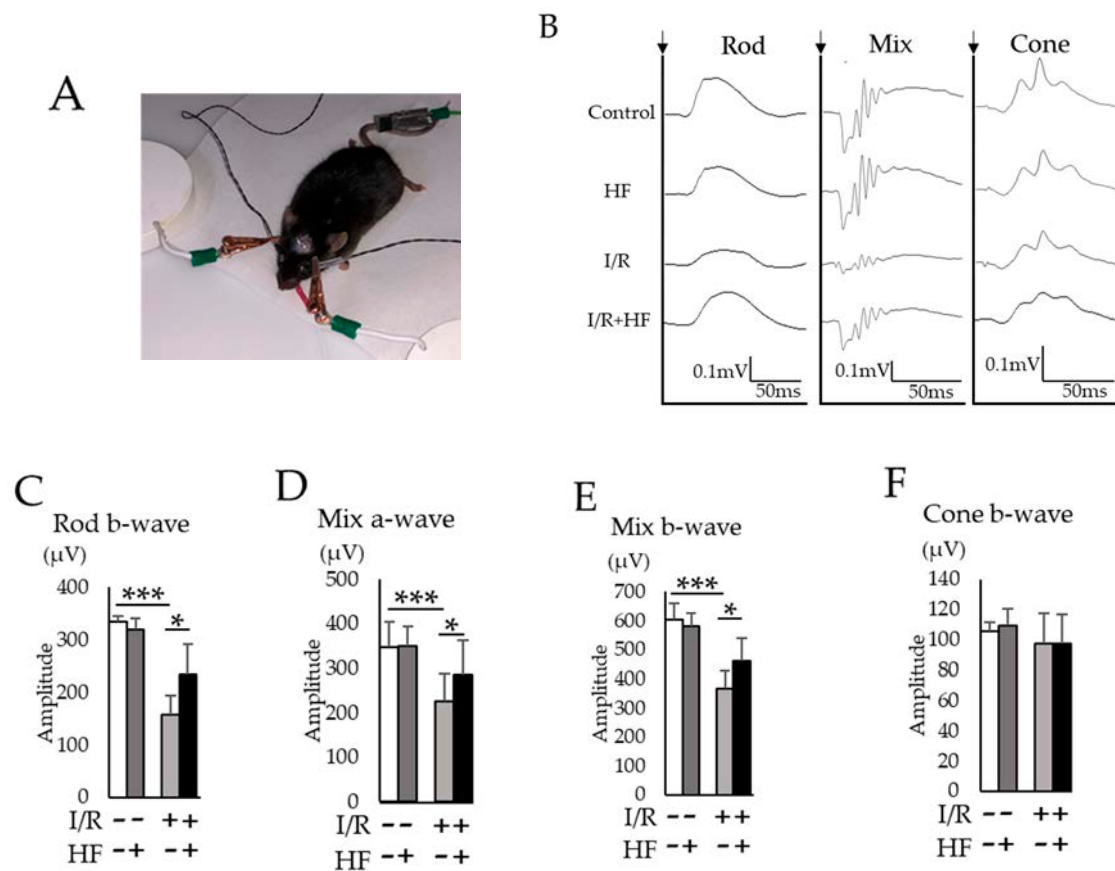 A
B
Rod Mix Cone
Control
HF
I/R
I/R+HF
0.1mV 0.1mV 0.1mV
50ms 50ms 50ms
C
Rod b-wave
(µV)
400
300
200
100
0
Amplitude
*** *
I/R -- ++
HF -+ -+
D
Mix a-wave
(µV)
500
400
300
200
100
0
Amplitude
*** *
I/R -- ++
HF -+ -+
E
Mix b-wave
(µV)
700
600
500
400
300
200
100
0
Amplitude
*** *
I/R -- ++
HF -+ -+
F
Cone b-wave
(µV)
140
120
100
80
60
40
20
0
Amplitude
I/R -- ++
HF -+ -+